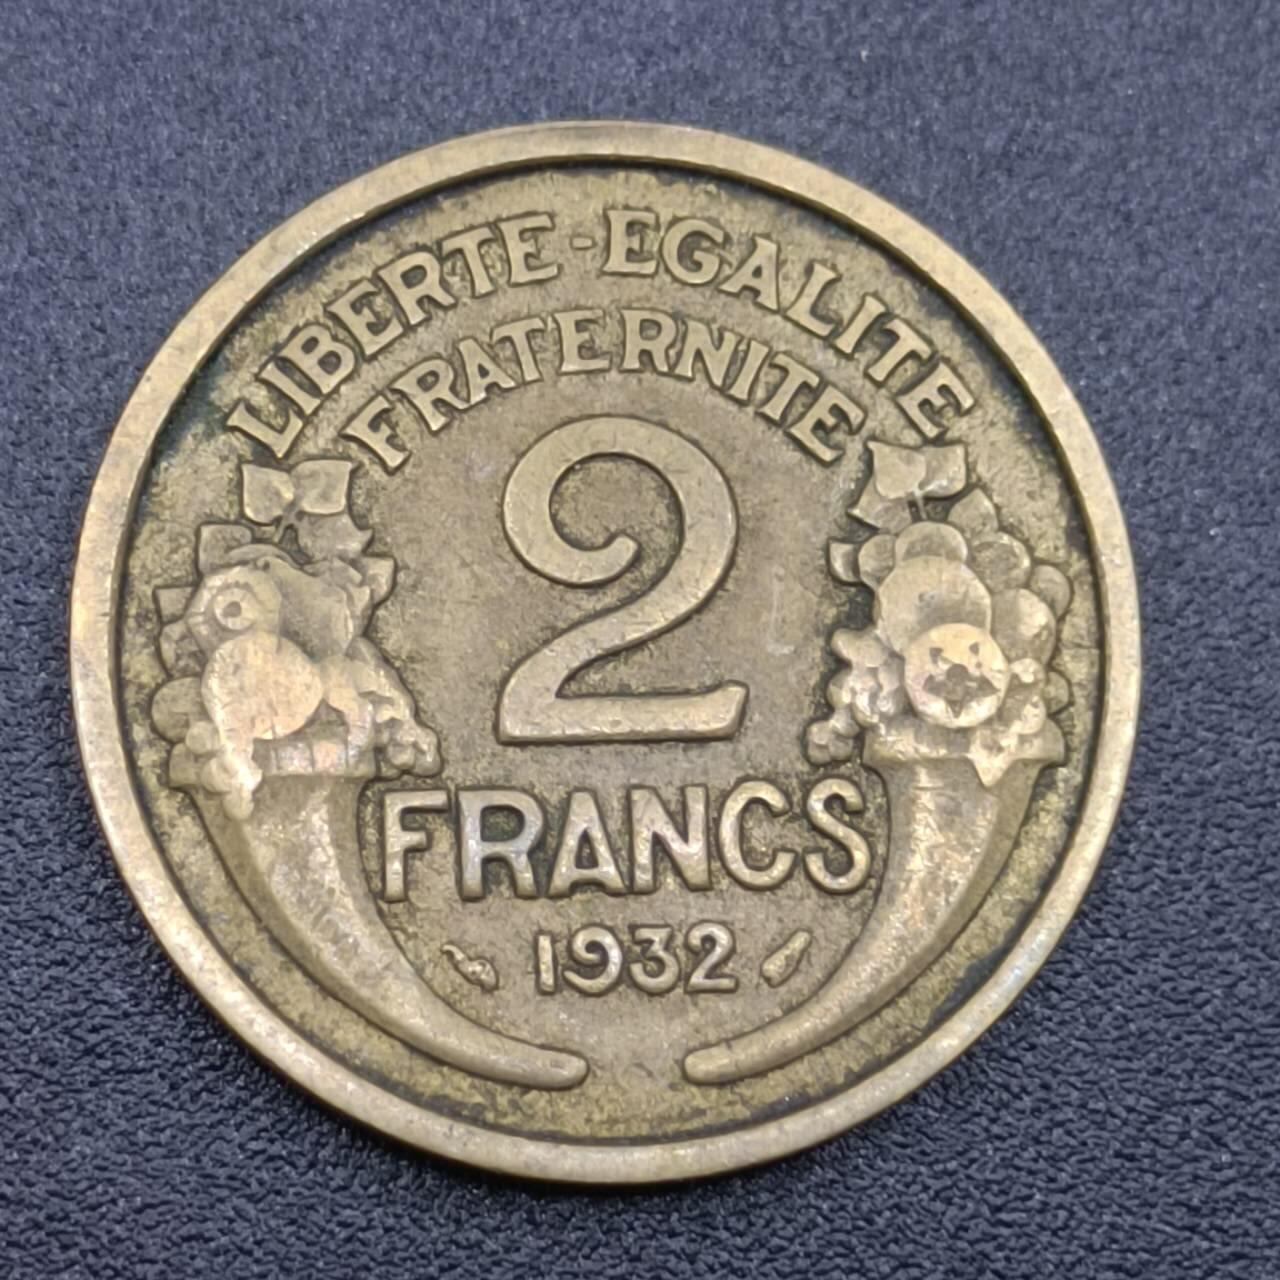 LIBERTE-EGALITE
FRATERNITE
2
FRANCS
1932